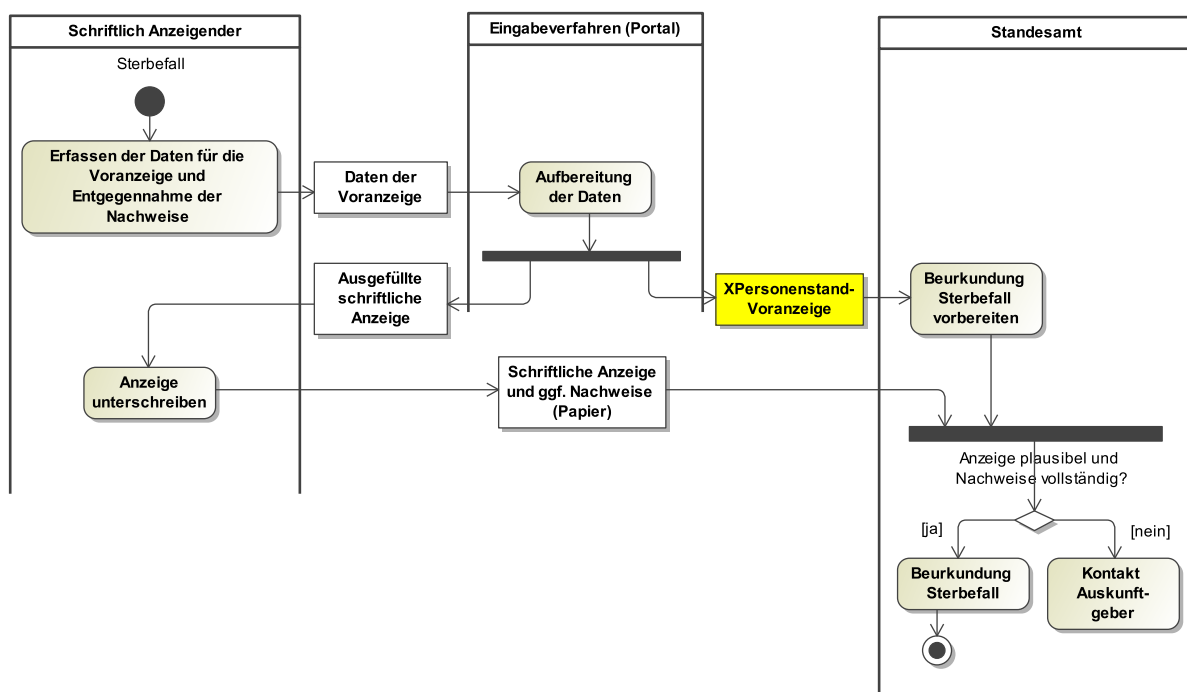 Schriftlich Anzeigender
Eingabeverfahren (Portal)
Standesamt
Sterbefall
Erfassen der Daten für die
Voranzeige und
Entgegennahme der
Nachweise
Daten der
Voranzeige
Aufbereitung
der Daten
Ausgefüllte
schriftliche
Anzeige
XPersonenstand-
Voranzeige
Beurkundung
Sterbefall
vorbereiten
Anzeige
unterschreiben
Schriftliche Anzeige
und ggf. Nachweise
(Papier)
Anzeige plausibel und
Nachweise vollständig?
[ja]
[nein]
Beurkundung
Sterbefall
Kontakt
Auskunft-
geber